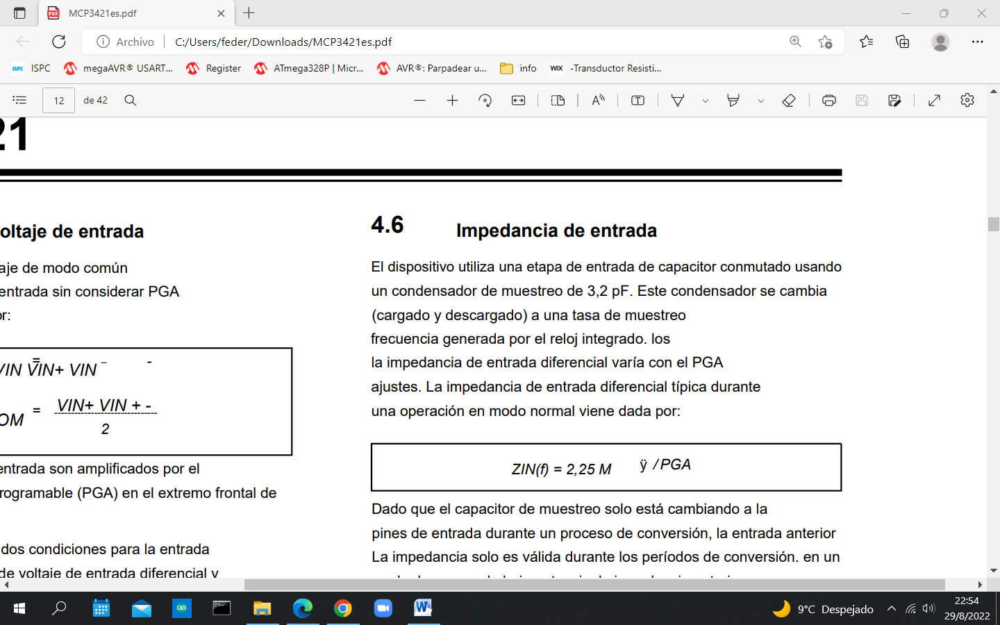 MCP3421es.pdf
Archivo
C:/Users/feder/Downloads/MCP3421es.pdf
ISPC ISPC
megaAVR® USART...
Register
ATmega328P | Micr...
AVR®: Parpadear u...
info
WIX -Transductor Resisti...
12 de 42
21
oltaje de entrada
aje de modo común
entrada sin considerar PGA
or:
VIN = VIN+ VIN – -
OM = VIN+ VIN + -
2
entrada son amplificados por el
rogramable (PGA) en el extremo frontal de
dos condiciones para la entrada
de voltaje de entrada diferencial y
4.6 Impedancia de entrada
El dispositivo utiliza una etapa de entrada de capacitor conmutado usando
un condensador de muestreo de 3,2 pF. Este condensador se cambia
(cargado y descargado) a una tasa de muestreo
frecuencia generada por el reloj integrado. los
la impedancia de entrada diferencial varía con el PGA
ajustes. La impedancia de entrada diferencial típica durante
una operación en modo normal viene dada por:
ZIN(f) = 2,25 M ÿ /PGA
Dado que el capacitor de muestreo solo está cambiando a la
pines de entrada durante un proceso de conversión, la entrada anterior
La impedancia solo es válida durante los períodos de conversión. en un
9°C Despejado
22:54
29/8/2022